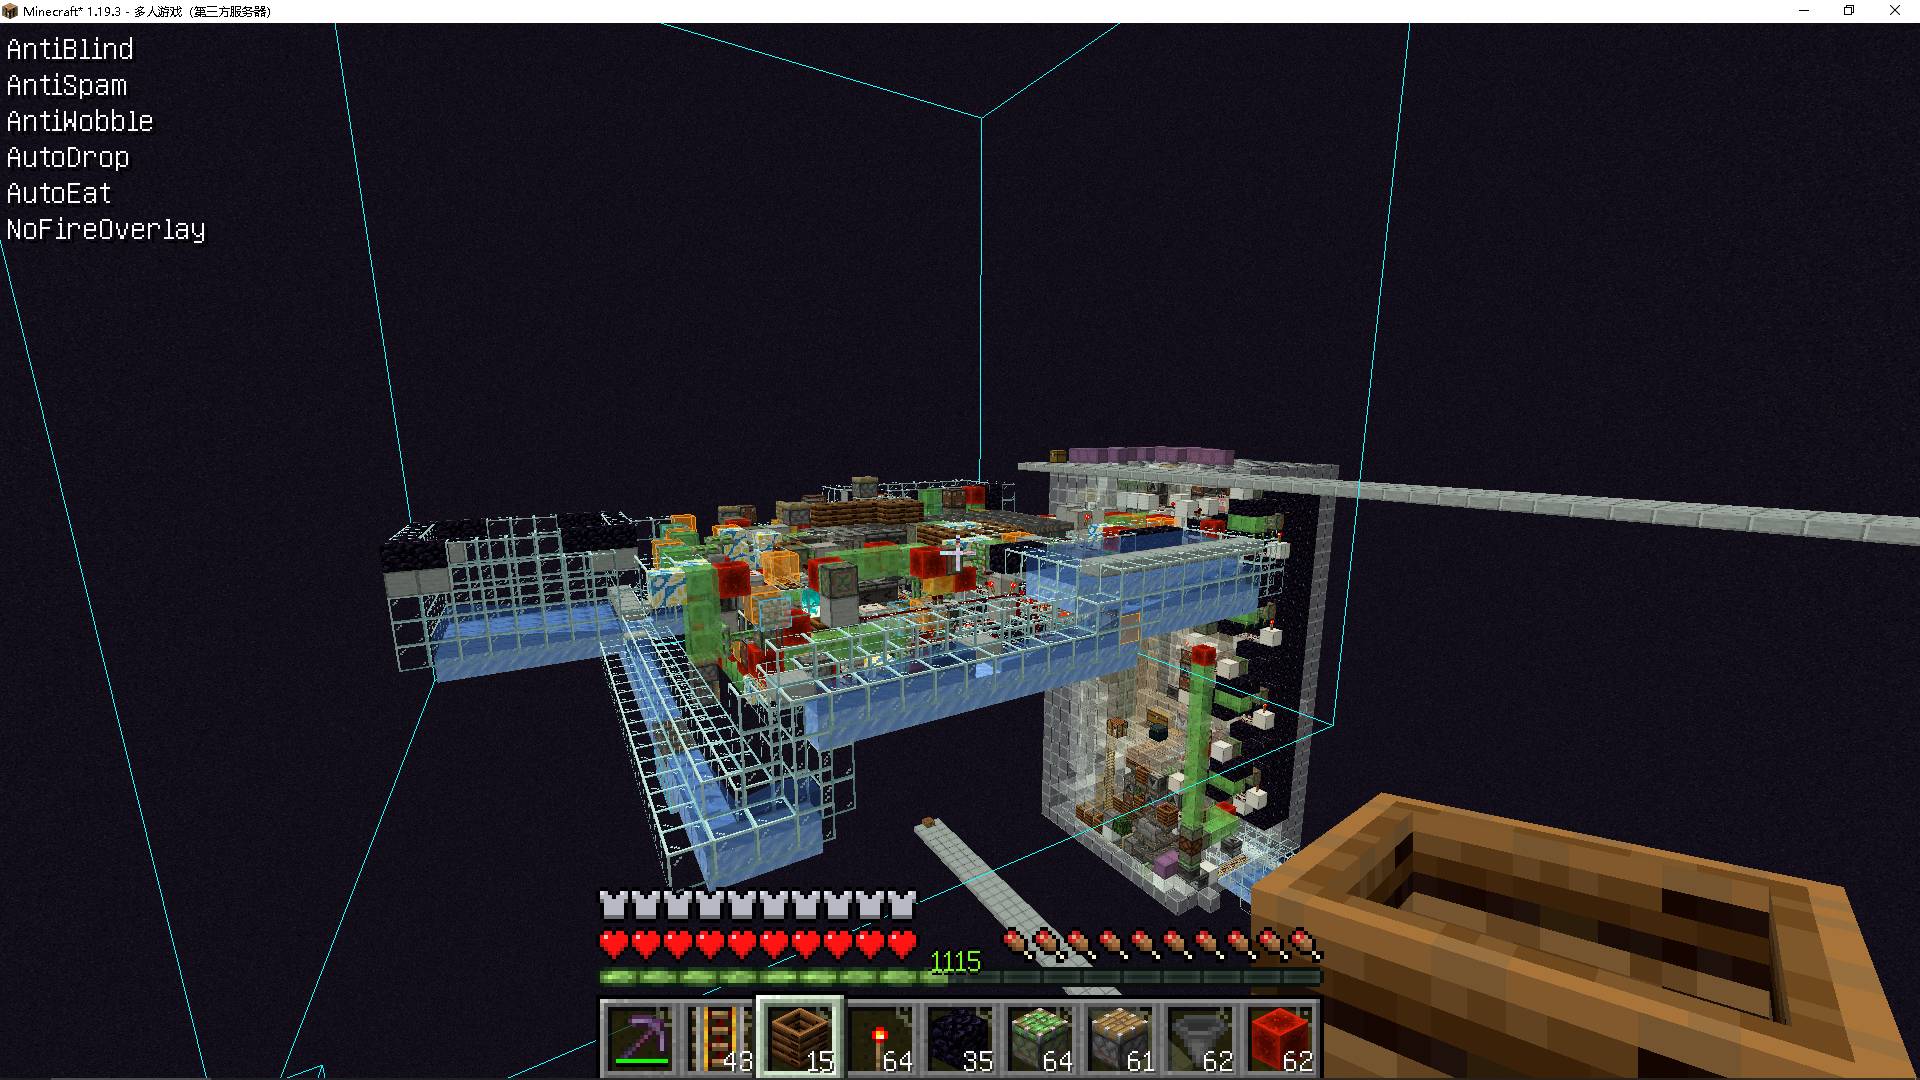 Minecraft* 1.19.3 - 多人游戏（第三方服务器）
AntiBlind
AntiSpam
AntiWobble
AutoDrop
AutoEat
NoFireOverlay
1115
48 15 64 35 64 61 62 62